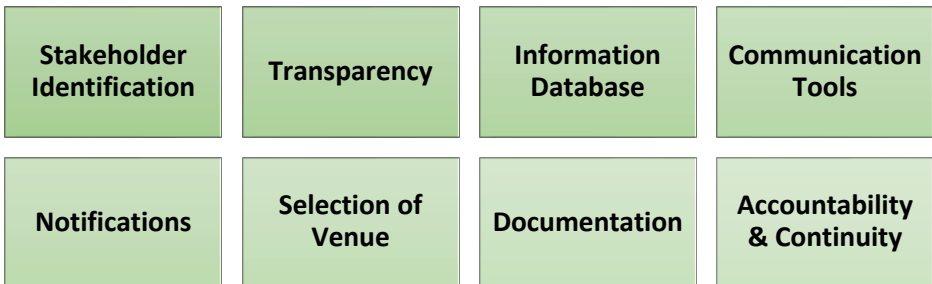 Stakeholder
Identification
Transparency
Information
Database
Communication
Tools
Notifications
Selection of
Venue
Documentation
Accountability
& Continuity